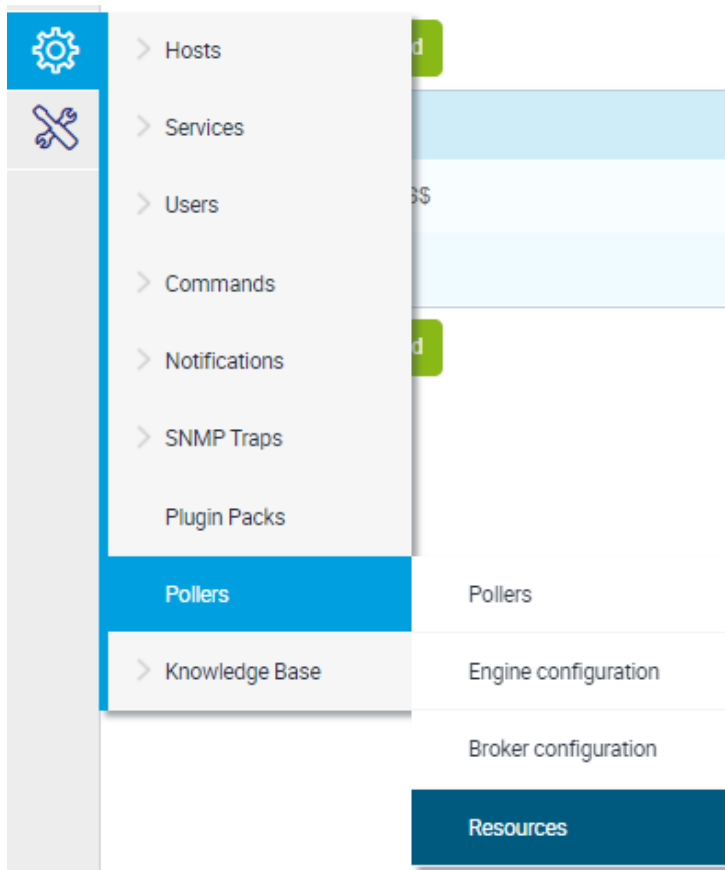 Hosts
d
Services
Users
$$
Commands
Notifications
d
SNMP Traps
Plugin Packs
Pollers
Pollers
Knowledge Base
Engine configuration
Broker configuration
Resources